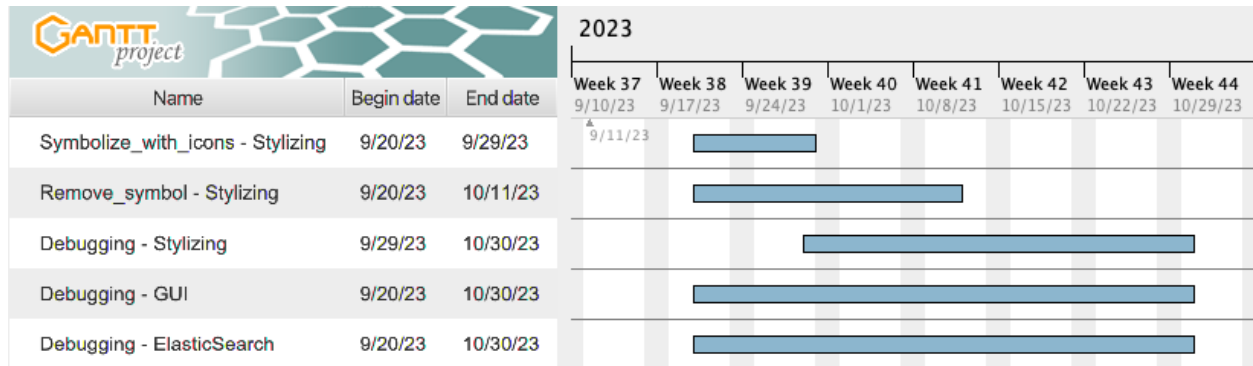 GANTT
project
2023
Week 37 Week 38 Week 39 Week 40 Week 41 Week 42 Week 43 Week 44
Name Begin date End date 9/10/23 9/17/23 9/24/23 10/1/23 10/8/23 10/15/23 10/22/23 10/29/23
9/11/23
Symbolize_with_icons - Stylizing 9/20/23 9/29/23
Remove_symbol - Stylizing 9/20/23 10/11/23
Debugging - Stylizing 9/29/23 10/30/23
Debugging - GUI 9/20/23 10/30/23
Debugging - ElasticSearch 9/20/23 10/30/23